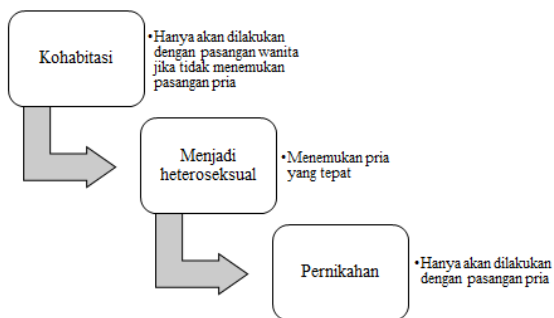 Kohabitasi
•Hanya akan dilakukan
dengan pasangan wanita
jika tidak menemukan
pasangan pria
Menjadi
heteroseksual
•Menemukan pria
yang tepat
Pernikahan
•Hanya akan dilakukan
dengan pasangan pria